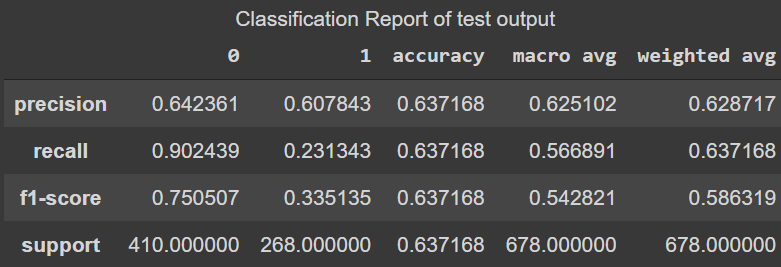 Classification Report of test output
0 1 accuracy macro avg weighted avg
precision 0.642361 0.607843 0.637168 0.625102 0.628717
recall 0.902439 0.231343 0.637168 0.566891 0.637168
f1-score 0.750507 0.335135 0.637168 0.542821 0.586319
support 410.000000 268.000000 0.637168 678.000000 678.000000